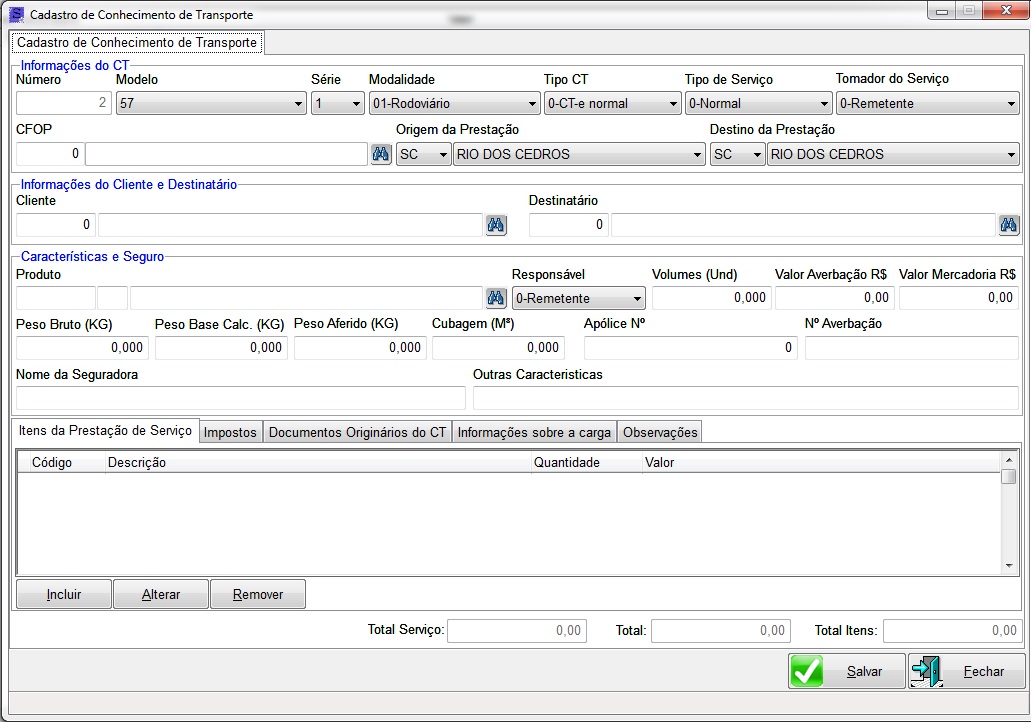 Cadastro de Conhecimento de Transporte
Cadastro de Conhecimento de Transporte
Informações do CT
Número Modelo Série Modalidade Tipo CT Tipo de Serviço Tomador do Serviço
2 57 1 01-Rodoviário 0-CT-e normal 0-Normal 0-Remetente
CFOP Origem da Prestação Destino da Prestação
0 SC RIO DOS CEDROS SC RIO DOS CEDROS
Informações do Cliente e Destinatário
Cliente Destinatário
0 0
Características e Seguro
Produto Responsável Volumes (Und) Valor Averbação R$ Valor Mercadoria R$
0-Remetente 0,000 0,00 0,00
Peso Bruto (KG) Peso Base Calc. (KG) Peso Aferido (KG) Cubagem (M³) Apólice Nº Nº Averbação
0,000 0,000 0,000 0,000 0
Nome da Seguradora Outras Caracteristicas
Itens da Prestação de Serviço Impostos Documentos Originários do CT Informações sobre a carga Observações
Código Descrição Quantidade Valor
Incluir Alterar Remover
Total Serviço: 0,00 Total: 0,00 Total Itens: 0,00
Salvar Fechar